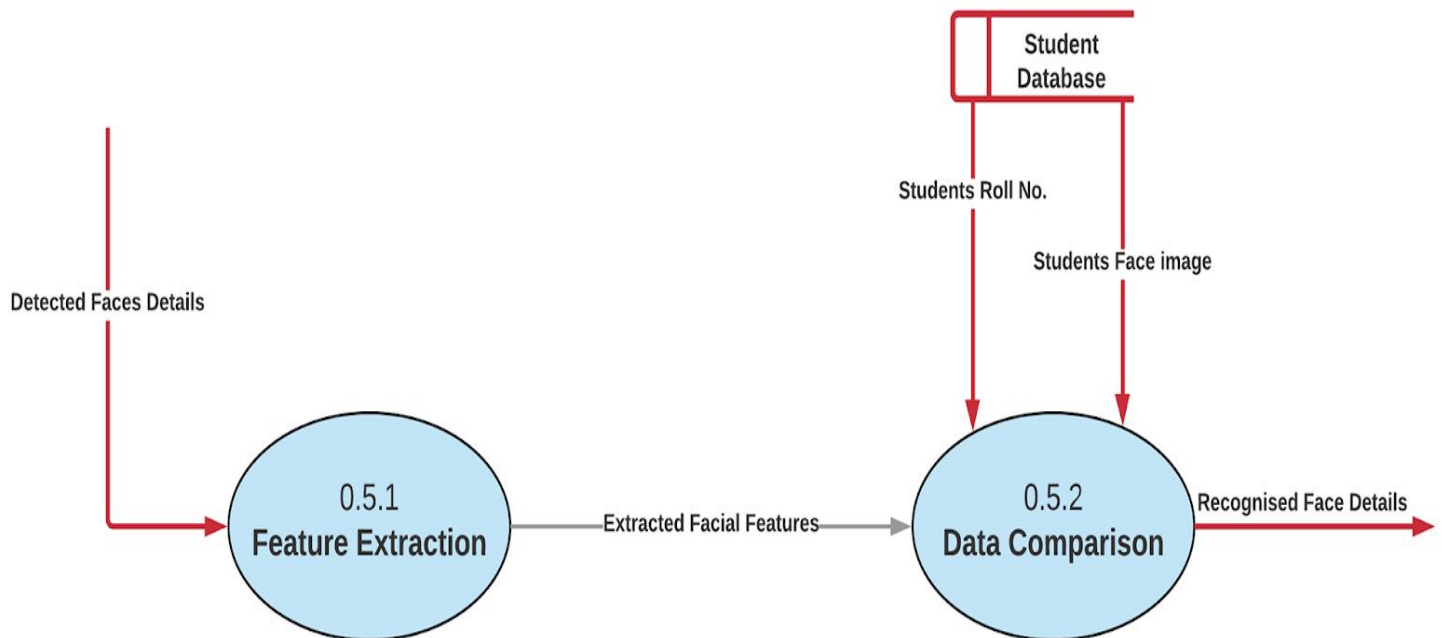 Student
Database
Students Roll No.
Students Face image
Detected Faces Details
0.5.1
Feature Extraction
Extracted Facial Features
0.5.2
Data Comparison
Recognised Face Details